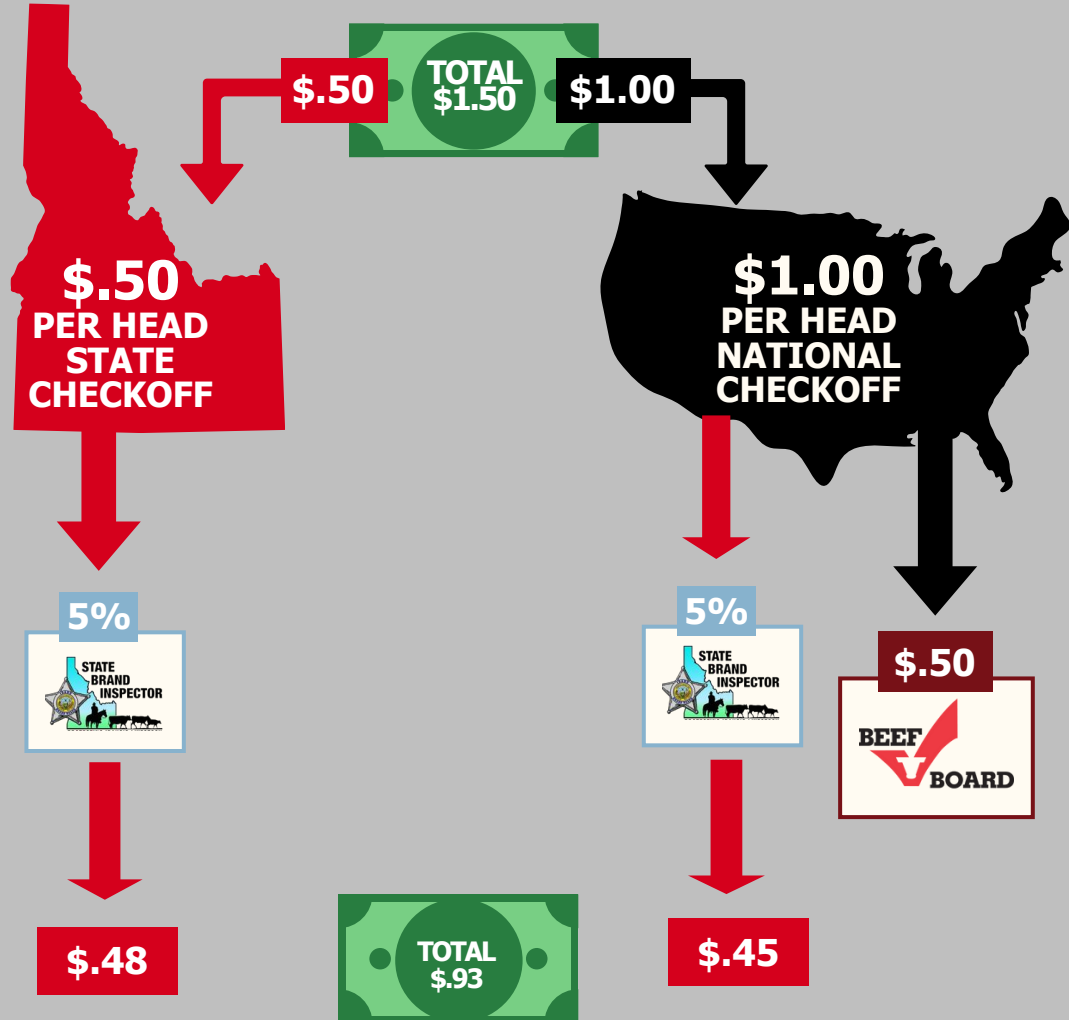 $.50
TOTAL
$1.50
$1.00
$.50
PER HEAD
STATE
CHECKOFF
$1.00
PER HEAD
NATIONAL
CHECKOFF
5%
STATE
BRAND
INSPECTOR
5%
STATE
BRAND
INSPECTOR
$.50
BEEF
BOARD
$.48
TOTAL
$.93
$.45